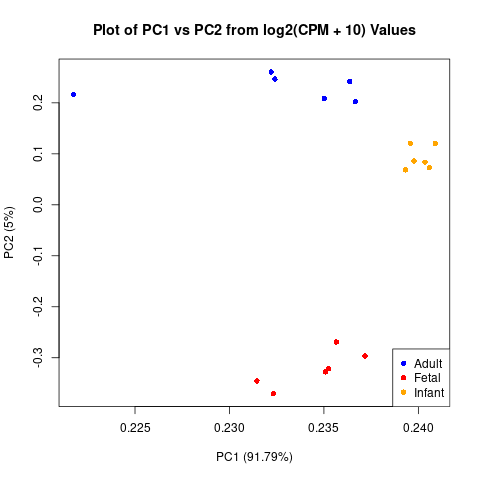 Plot of PC1 vs PC2 from log2(CPM + 10) Values
PC2 (5%)
0.2
0.1
0.0
-0.1
-0.2
-0.3
Adult
Fetal
Infant
0.225
0.230
0.235
0.240
PC1 (91.79%)